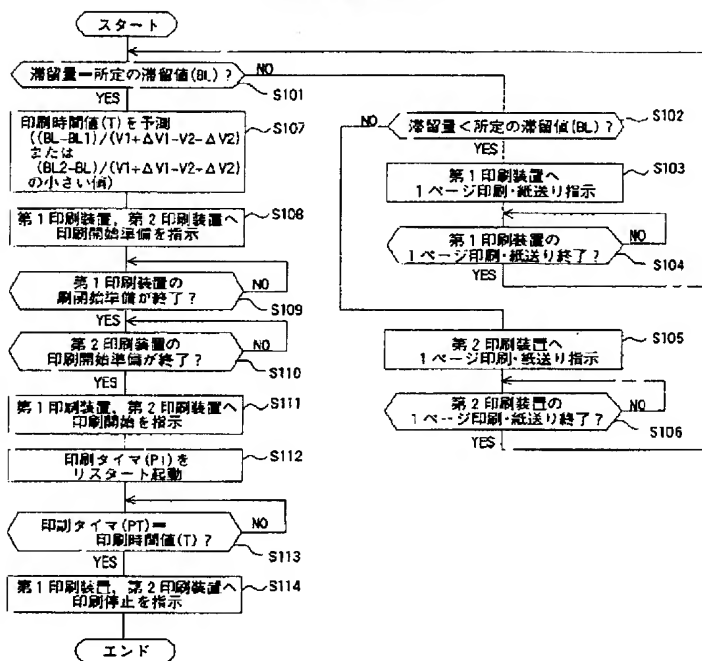 スタート
滞留量=所定の滞留値(BL)?
NO
S101
YES
印刷時間値(T)を予測
((BL-BL1)/(V1+ΔV1-V2-ΔV2)
または
(BL2-BL)/(V1+ΔV1-V2-ΔV2)
の小さい値)
S107
第1印刷装置,第2印刷装置へ
印刷開始準備を指示
S108
第1印刷装置の
刷開始準備が終了?
NO
S109
YES
第2印刷装置の
印刷開始準備が終了?
NO
S110
YES
第1印刷装置,第2印刷装置へ
印刷開始を指示
S111
印刷タイマ(PT)を
リスタート起動
S112
印刷タイマ(PT)=
印刷時間値(T)?
NO
S113
YES
第1印刷装置,第2印刷装置へ
印刷停止を指示
S114
エンド
NO
滞留量<所定の滞留値(BL)?
S102
YES
第1印刷装置へ
1ページ印刷・紙送り指示
S103
第1印刷装置の
1ページ印刷・紙送り終了?
NO
S104
YES
第2印刷装置へ
1ページ印刷・紙送り指示
S105
第2印刷装置の
1ページ印刷・紙送り終了?
NO
S106
YES